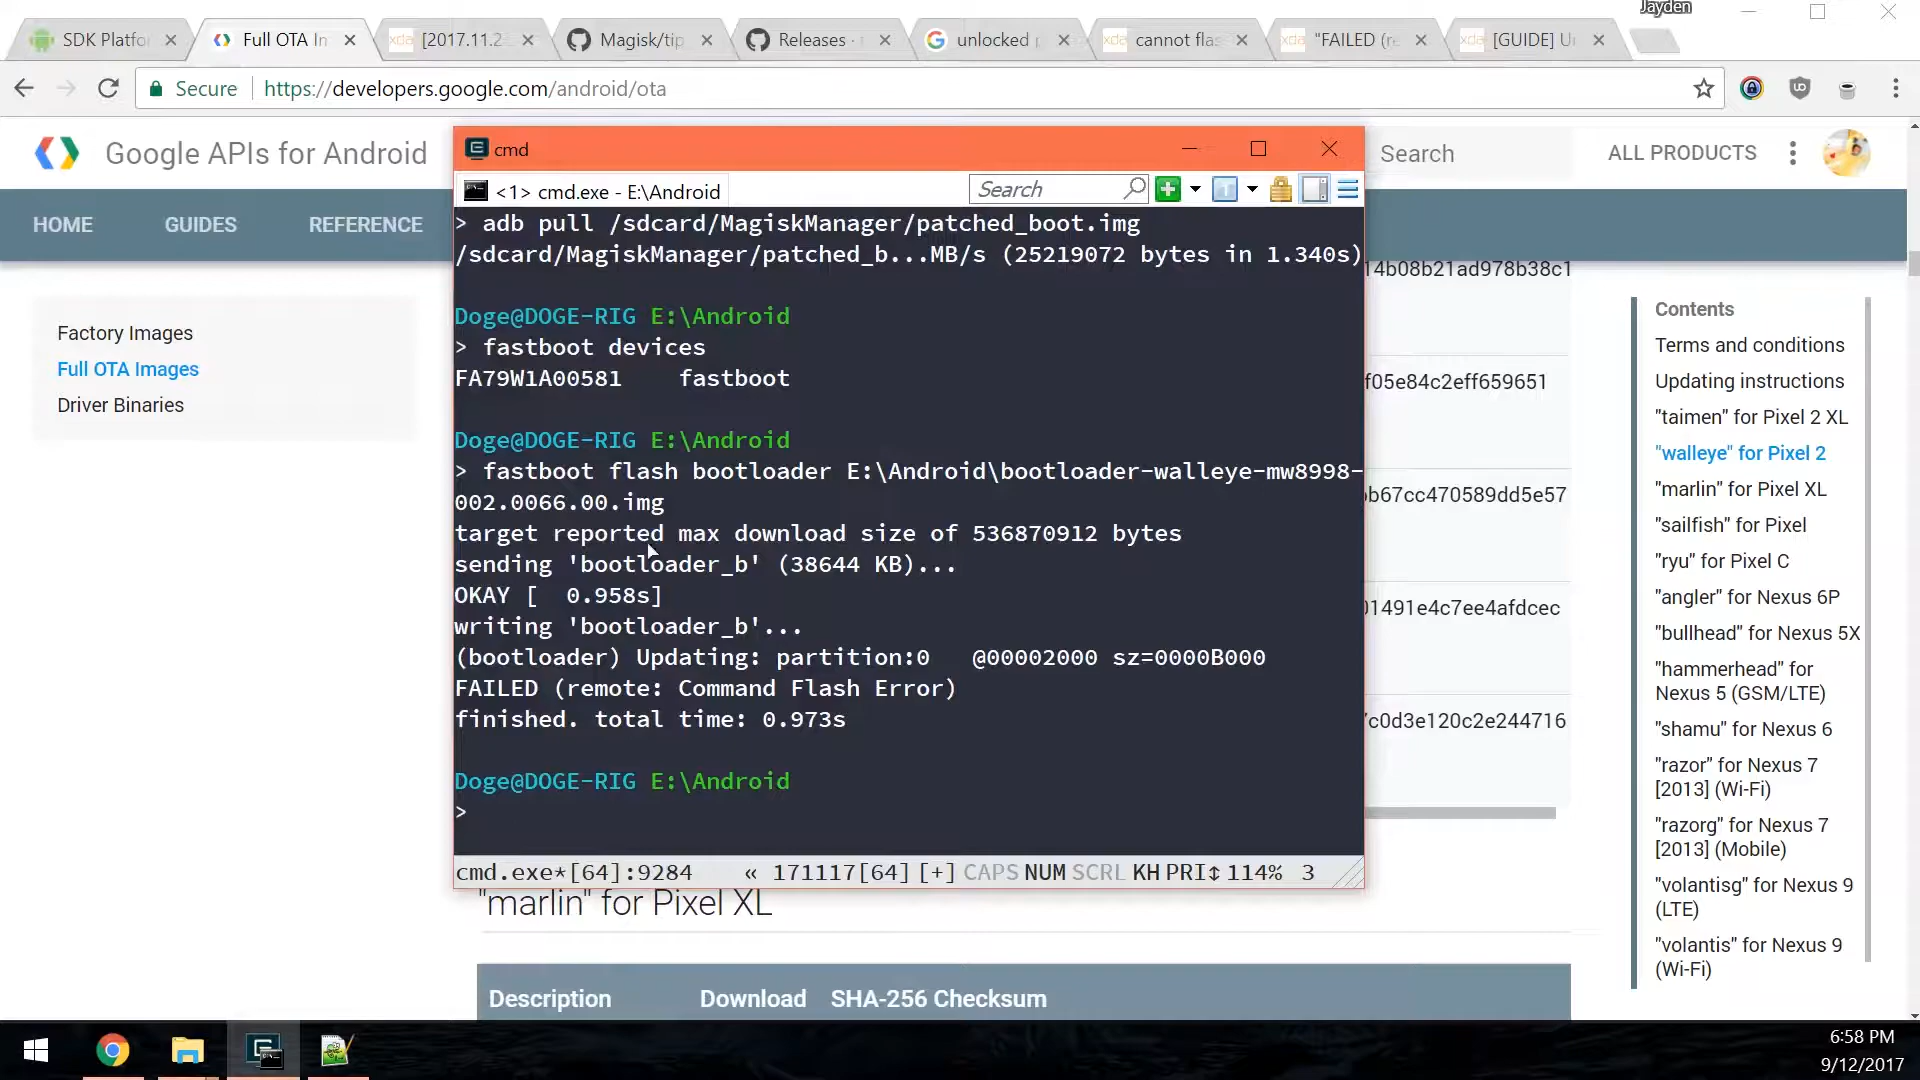 Jayden
SDK Platfo
Full OTA Im
[2017.11.2
Magisk/tip
Releases ·
unlocked p
cannot flas
"FAILED (re
[GUIDE] Un
Secure
https://developers.google.com/android/ota
Google APIs for Android
Search
ALL PRODUCTS
HOME
GUIDES
REFERENCE
Factory Images
Full OTA Images
Driver Binaries
cmd
<1> cmd.exe - E:\Android
Search
> adb pull /sdcard/MagiskManager/patched_boot.img
/sdcard/MagiskManager/patched_b...MB/s (25219072 bytes in 1.340s)
Doge@DOGE-RIG E:\Android
> fastboot devices
FA79W1A00581 fastboot
Doge@DOGE-RIG E:\Android
> fastboot flash bootloader E:\Android\bootloader-walleye-mw8998-
002.0066.00.img
target reported max download size of 536870912 bytes
sending 'bootloader_b' (38644 KB)...
OKAY [ 0.958s]
writing 'bootloader_b'...
(bootloader) Updating: partition:0 @00002000 sz=0000B000
FAILED (remote: Command Flash Error)
finished. total time: 0.973s
Doge@DOGE-RIG E:\Android
>
cmd.exe*[64]:9284 « 171117[64] [+] CAPS NUM SCRL KH PRI↕ 114% 3
14b08b21ad978b38c1
f05e84c2eff659651
b67cc470589dd5e57
01491e4c7ee4afdcec
7c0d3e120c2e244716
Contents
Terms and conditions
Updating instructions
"taimen" for Pixel 2 XL
"walleye" for Pixel 2
"marlin" for Pixel XL
"sailfish" for Pixel
"ryu" for Pixel C
"angler" for Nexus 6P
"bullhead" for Nexus 5X
"hammerhead" for
Nexus 5 (GSM/LTE)
"shamu" for Nexus 6
"razor" for Nexus 7
[2013] (Wi-Fi)
"razorg" for Nexus 7
[2013] (Mobile)
"volantisg" for Nexus 9
(LTE)
"volantis" for Nexus 9
(Wi-Fi)
"marlin" for Pixel XL
Description
Download
SHA-256 Checksum
6:58 PM
9/12/2017